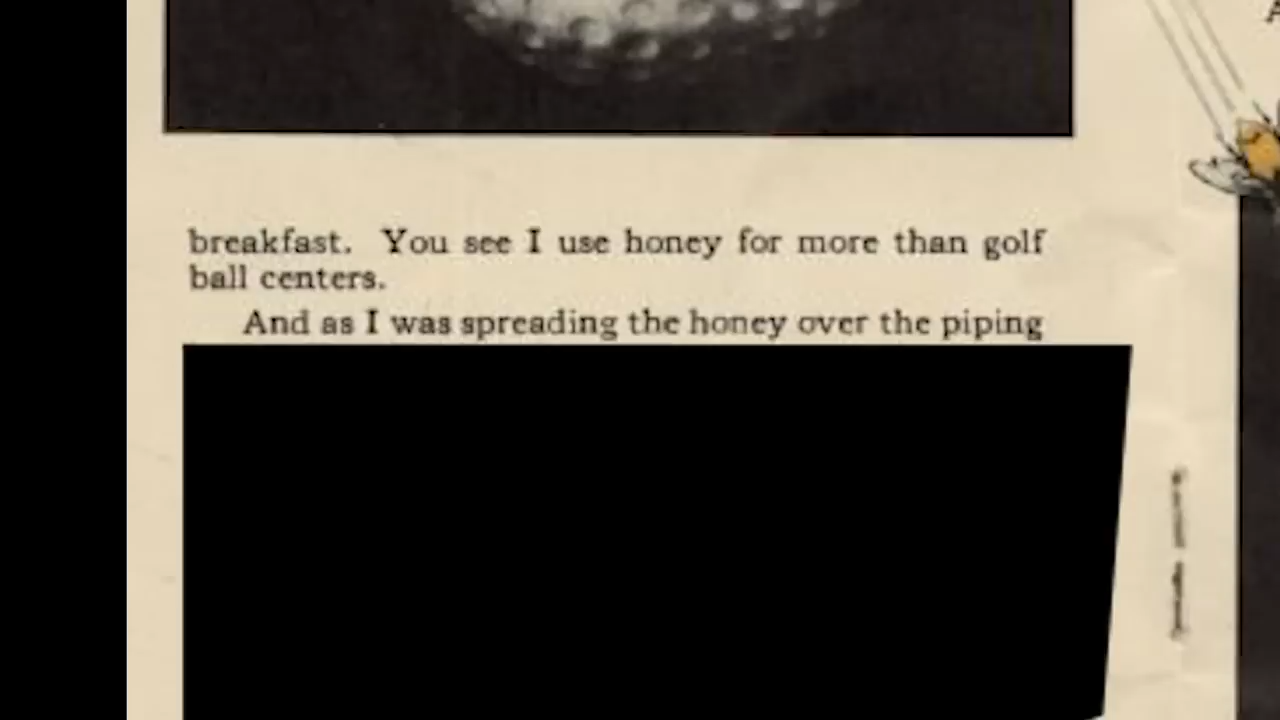 breakfast. You see I use honey for more than golf
ball centers.
And as I was spreading the honey over the piping